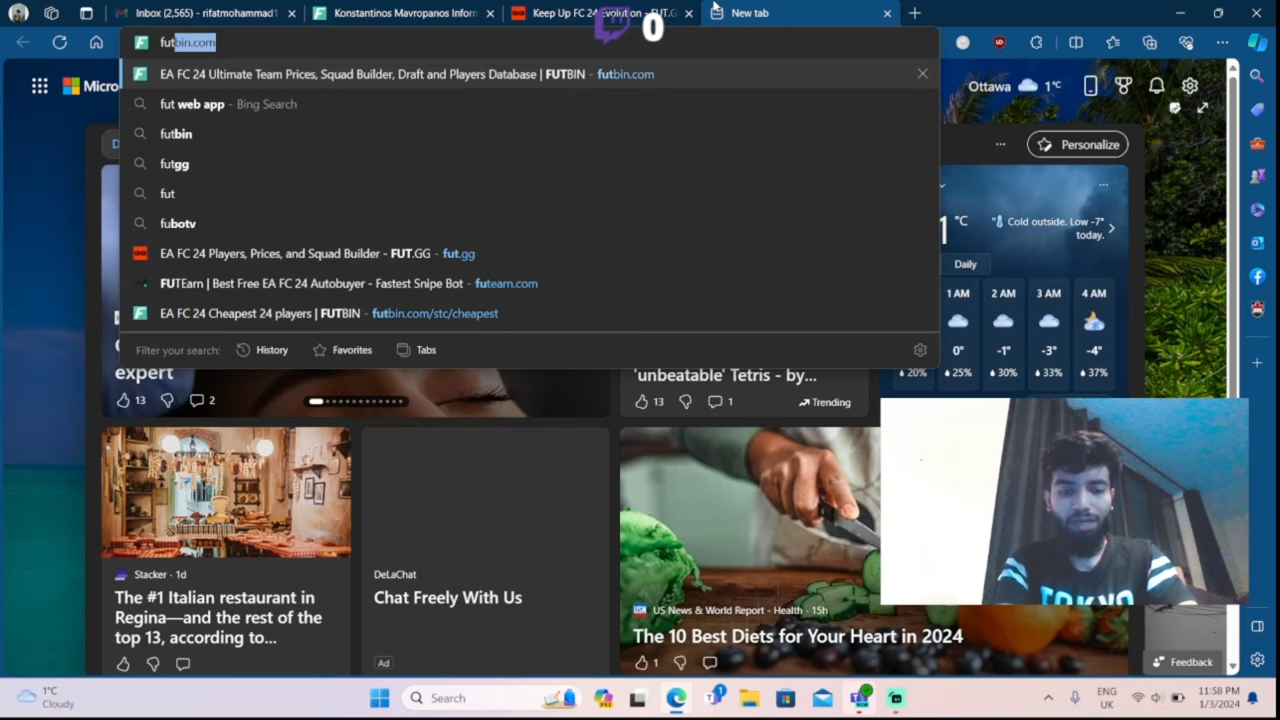 Inbox (2,565) - rifatmohammad1
Konstantinos Mavropanos Inform
Keep Up FC 24 Evolution - FUT.G
New tab
0
futbin.com
EA FC 24 Ultimate Team Prices, Squad Builder, Draft and Players Database | FUTBIN - futbin.com
fut web app - Bing Search
futbin
futgg
fut
fubotv
EA FC 24 Players, Prices, and Squad Builder - FUT.GG - fut.gg
FUTEarn | Best Free EA FC 24 Autobuyer - Fastest Snipe Bot - futearn.com
EA FC 24 Cheapest 24 players | FUTBIN - futbin.com/stc/cheapest
Filter your search: History Favorites Tabs
Micro
Ottawa 1°C
Personalize
°C
Cold outside. Low -7° today.
Daily
1 AM 2 AM 3 AM 4 AM
0° -1° -3° -4°
20% 25% 30% 33% 37%
expert
13 2
'unbeatable' Tetris - by...
13 1 Trending
Stacker · 1d
The #1 Italian restaurant in
Regina—and the rest of the
top 13, according to...
DeLaChat
Chat Freely With Us
Ad
US News & World Report - Health · 15h
The 10 Best Diets for Your Heart in 2024
1
TOKYO
Feedback
1°C
Cloudy
Search
PRE
1
NEW
ENG
UK
11:58 PM
1/3/2024